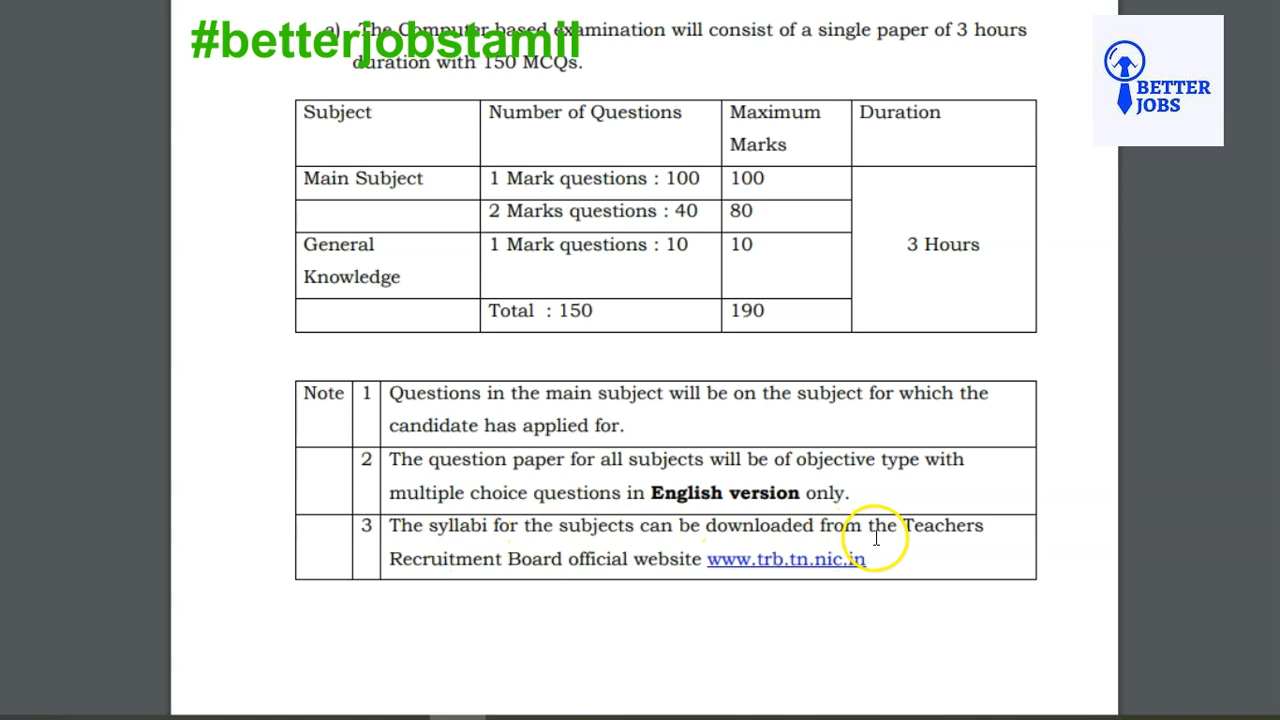 #betterjobstamil
a) The Computer based examination will consist of a single paper of 3 hours
duration with 150 MCQs.
BETTER
JOBS
Subject Number of Questions Maximum Marks Duration
Main Subject 1 Mark questions : 100 100
2 Marks questions : 40 80
3 Hours
General Knowledge 1 Mark questions : 10 10
Total : 150 190
Note 1 Questions in the main subject will be on the subject for which the
candidate has applied for.
2 The question paper for all subjects will be of objective type with
multiple choice questions in English version only.
3 The syllabi for the subjects can be downloaded from the Teachers
Recruitment Board official website www.trb.tn.nic.in